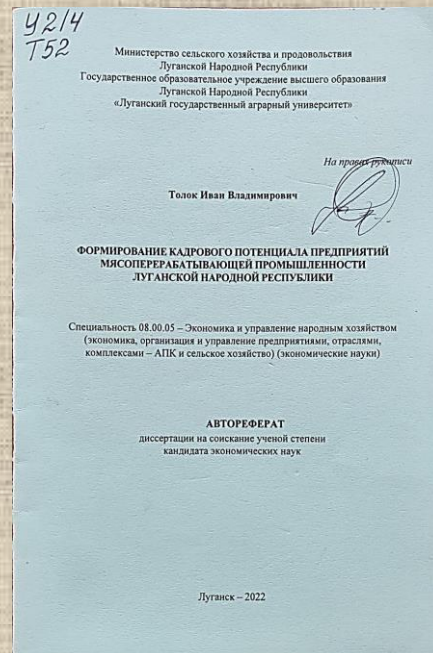 У214
Т52
Министерство сельского хозяйства и продовольствия
Луганской Народной Республики
Государственное образовательное учреждение высшего образования
Луганской Народной Республики
«Луганский государственный аграрный университет»
На правах рукописи
Толок Иван Владимирович
ФОРМИРОВАНИЕ КАДРОВОГО ПОТЕНЦИАЛА ПРЕДПРИЯТИЙ
МЯСОПЕРЕРАБАТЫВАЮЩЕЙ ПРОМЫШЛЕННОСТИ
ЛУГАНСКОЙ НАРОДНОЙ РЕСПУБЛИКИ
Специальность 08.00.05 – Экономика и управление народным хозяйством
(экономика, организация и управление предприятиями, отраслями,
комплексами – АПК и сельское хозяйство) (экономические науки)
АВТОРЕФЕРАТ
диссертации на соискание ученой степени
кандидата экономических наук
Луганск – 2022